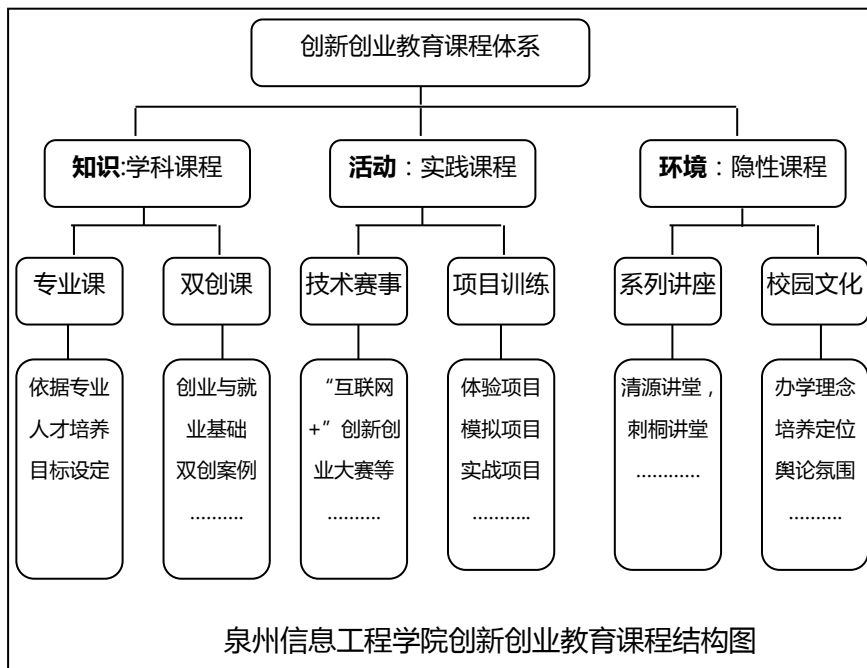 创新创业教育课程体系
知识:学科课程
活动：实践课程
环境：隐性课程
专业课
双创课
技术赛事
项目训练
系列讲座
校园文化
依据专业
人才培养
目标设定
创业与就
业基础
双创案例
……….
“互联网
+”创新创
业大赛等
……….
体验项目
模拟项目
实战项目
………..
清源讲堂，
刺桐讲堂
…………
办学理念
培养定位
舆论氛围
……….
泉州信息工程学院创新创业教育课程结构图